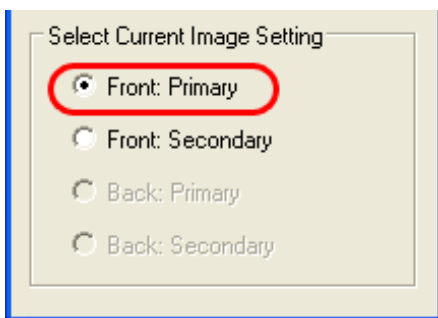 Select Current Image Setting
Front: Primary
Front: Secondary
Back: Primary
Back: Secondary